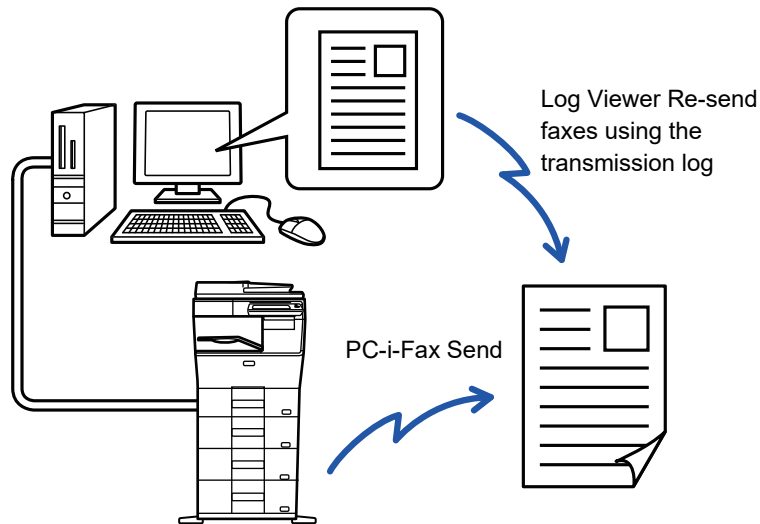 Log Viewer Re-send
faxes using the
transmission log
PC-i-Fax Send